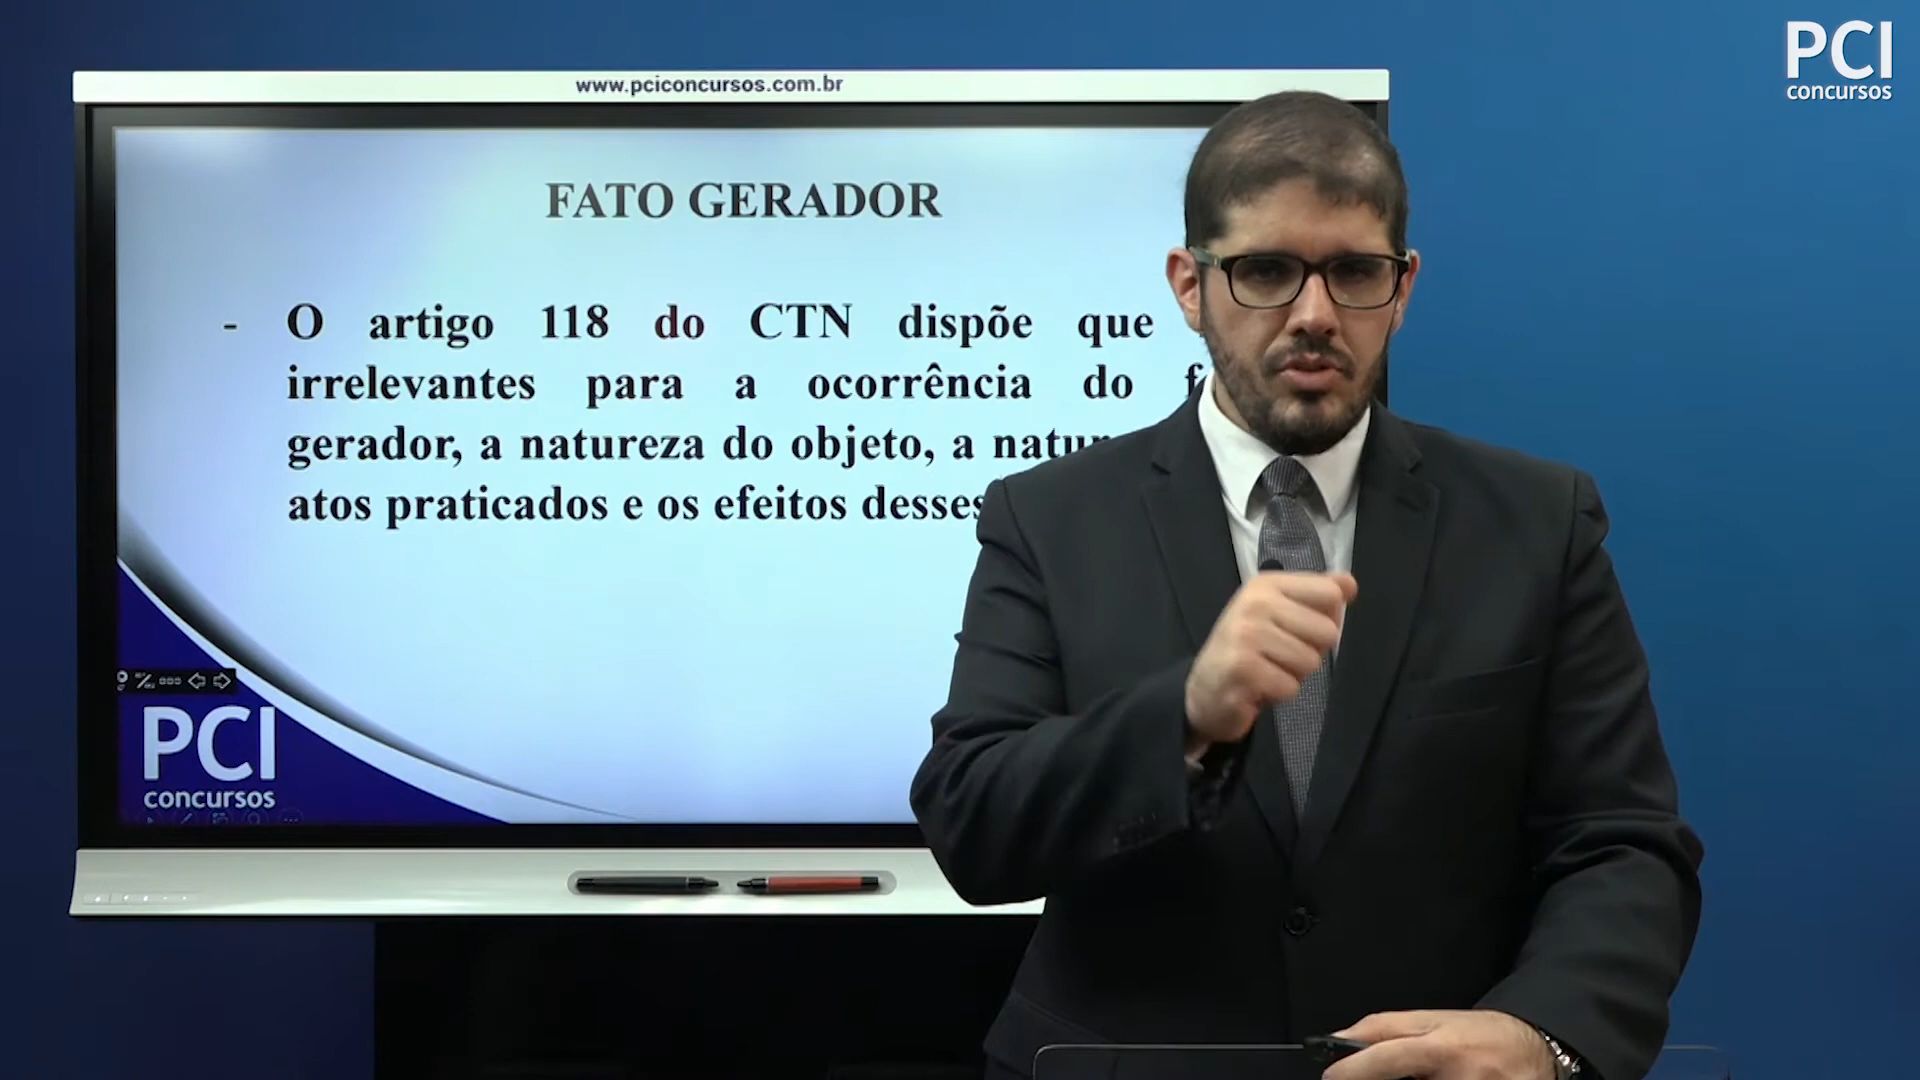 PCI
concursos
www.pciconcursos.com.br
FATO GERADOR
- O artigo 118 do CTN dispõe que
irrelevantes para a ocorrência do
gerador, a natureza do objeto, a
atos praticados e os efeitos desses
PCI
concursos